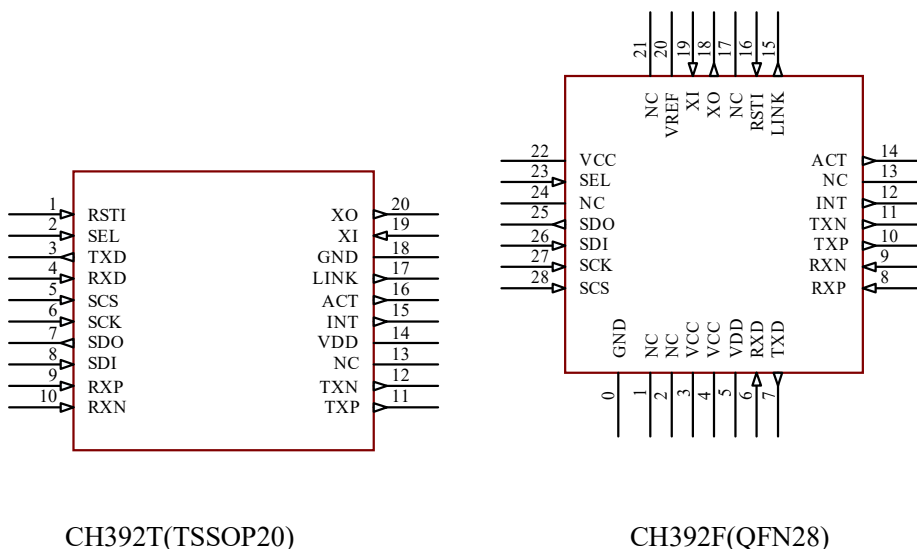 21
20
19
18
17
16
15
NC
VREF
XI
XO
NC
RSTI
LINK
22 VCC
23 SEL
24 NC
25 SDO
26 SDI
27 SCK
28 SCS
ACT 14
NC 13
INT 12
TXN 11
TXP 10
RXN 9
RXP 8
GND
NC
NC
VCC
VCC
VDD
RXD
TXD
0
1
2
3
4
5
6
7
1 RSTI
2 SEL
3 TXD
4 RXD
5 SCS
6 SCK
7 SDO
8 SDI
9 RXP
10 RXN
XO 20
XI 19
GND 18
LINK 17
ACT 16
INT 15
VDD 14
NC 13
TXN 12
TXP 11
CH392T(TSSOP20)
CH392F(QFN28)